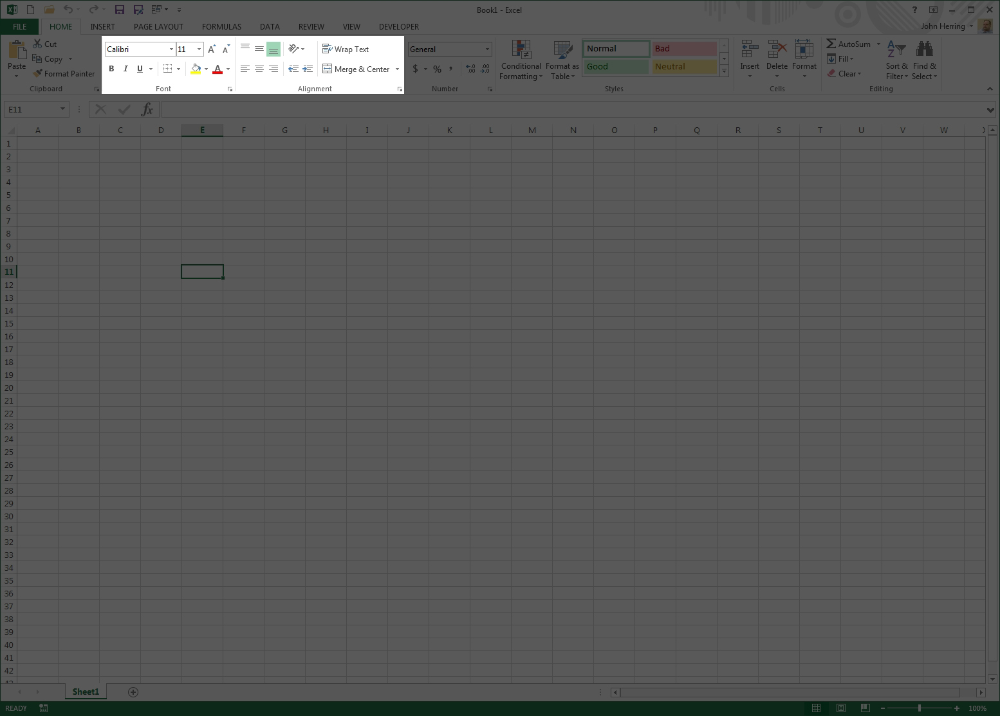 Book1 - Excel
FILE HOME INSERT PAGE LAYOUT FORMULAS DATA REVIEW VIEW DEVELOPER John Herring
Cut
Copy
Format Painter
Paste
Clipboard
Calibri 11
B I U A
Font
Wrap Text
Merge & Center
Alignment
General
$ % ,
Number
Conditional Formatting
Format as Table
Normal Bad
Good Neutral
Styles
Insert Delete Format
Cells
AutoSum
Fill
Clear
Sort & Filter
Find & Select
Editing
E11 fx
A B C D E F G H I J K L M N O P Q R S T U V W X
1
2
3
4
5
6
7
8
9
10
11
12
13
14
15
16
17
18
19
20
21
22
23
24
25
26
27
28
29
30
31
32
33
34
35
36
37
38
39
40
41
42
43
Sheet1
READY 100%